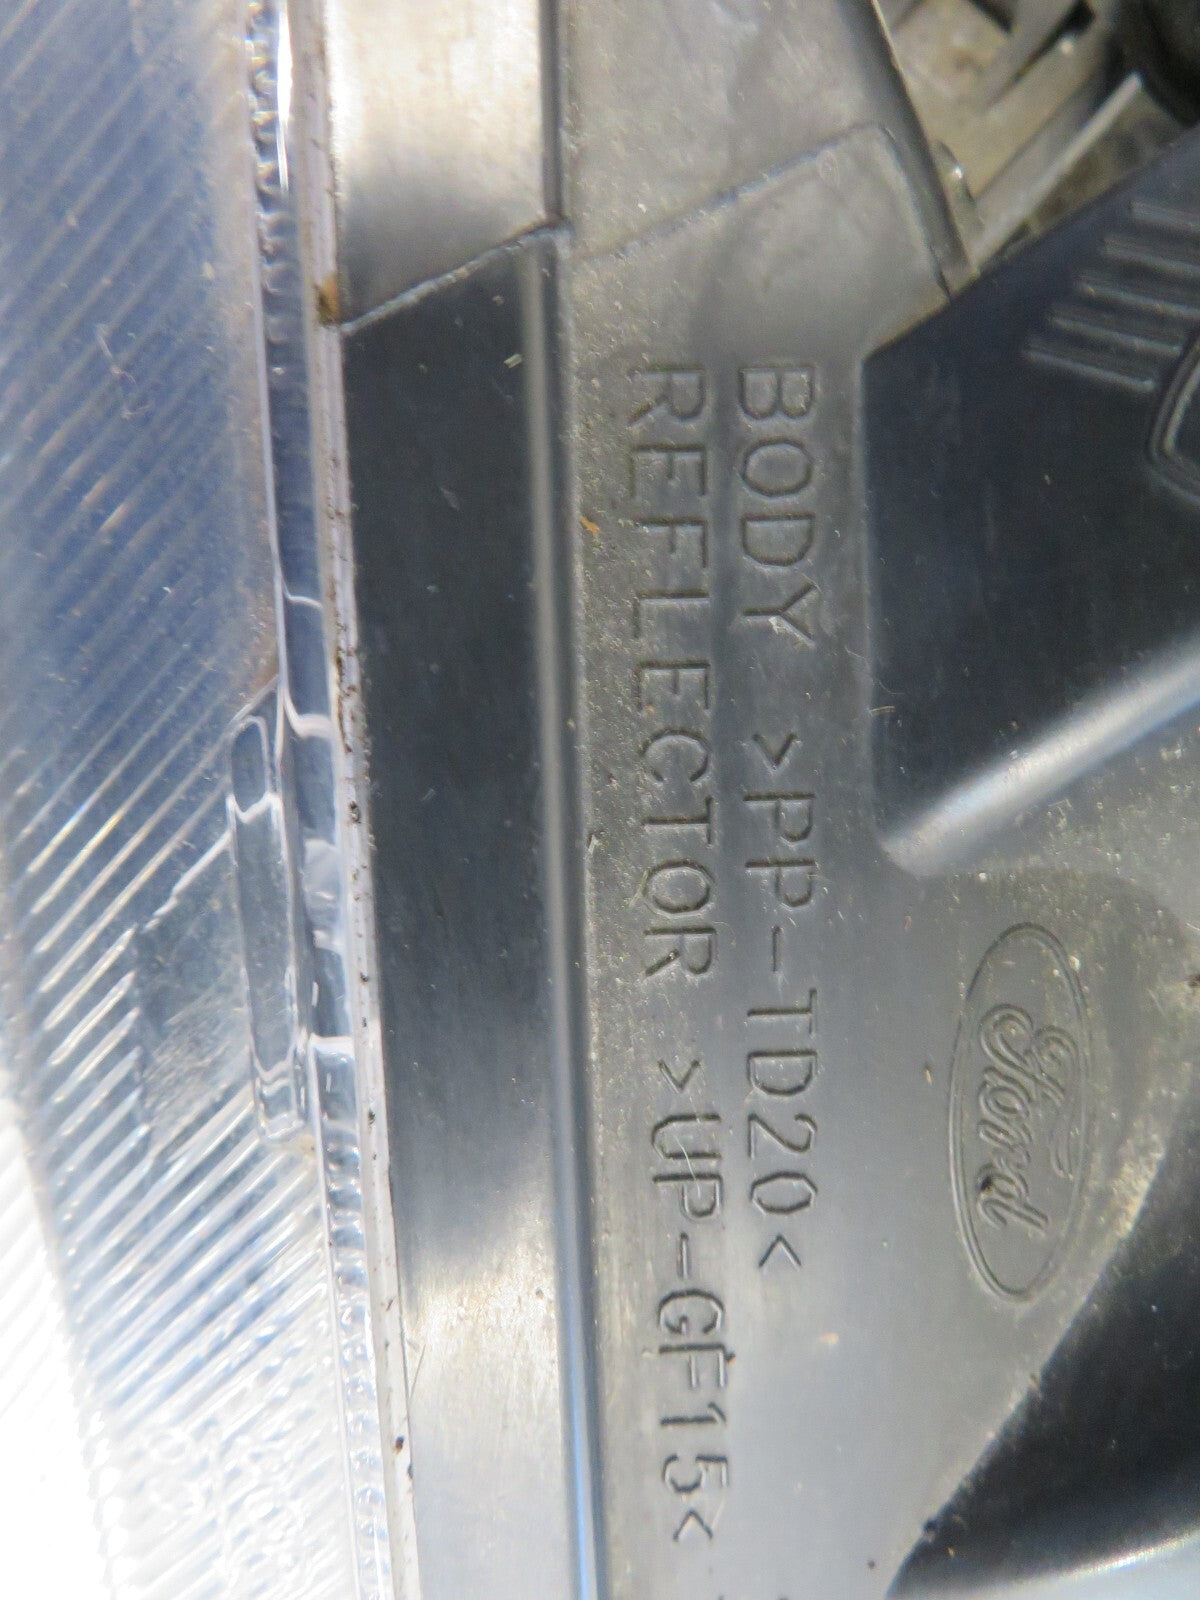 BODY >PP-TD20<
REFLECTOR >UP-GF15<
Ford